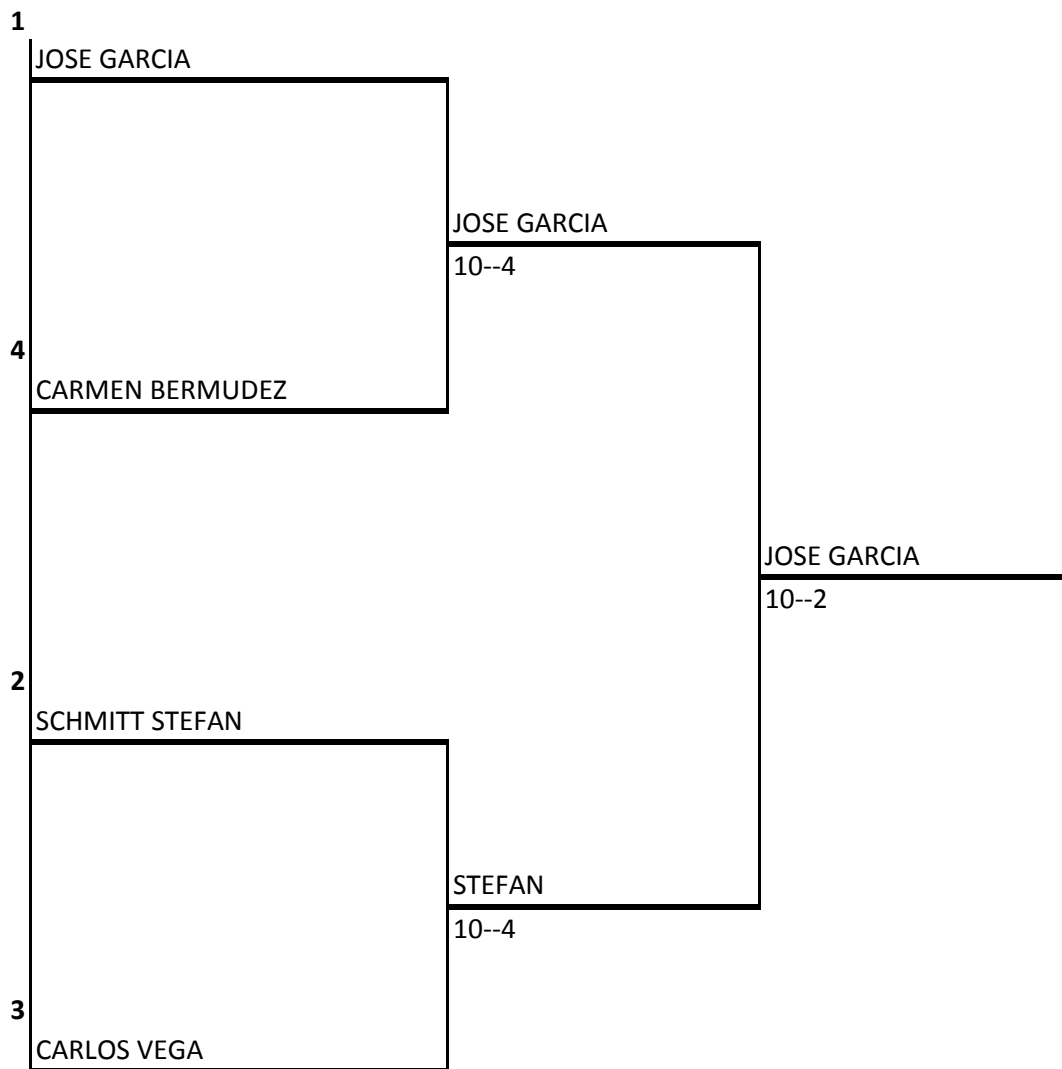 1
JOSE GARCIA
JOSE GARCIA
10--4
4
CARMEN BERMUDEZ
JOSE GARCIA
10--2
2
SCHMITT STEFAN
STEFAN
10--4
3
CARLOS VEGA